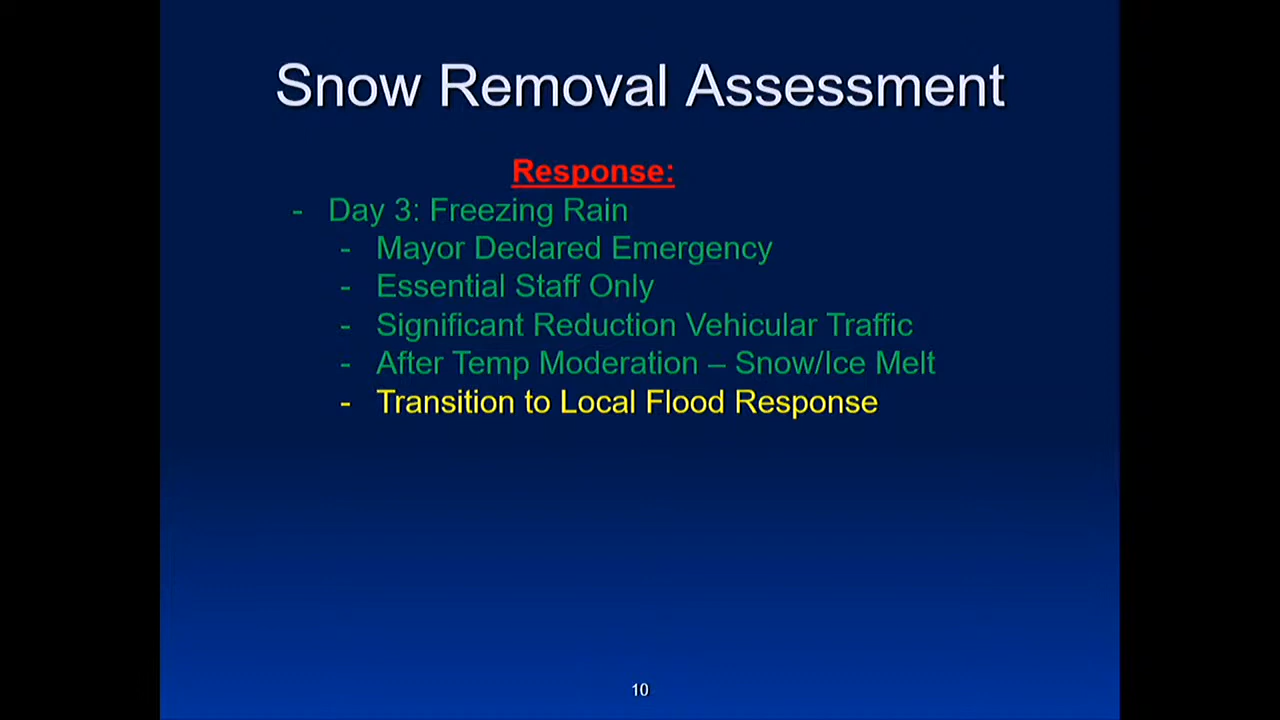 Snow Removal Assessment
Response:
- Day 3: Freezing Rain
- Mayor Declared Emergency
- Essential Staff Only
- Significant Reduction Vehicular Traffic
- After Temp Moderation – Snow/Ice Melt
- Transition to Local Flood Response
10